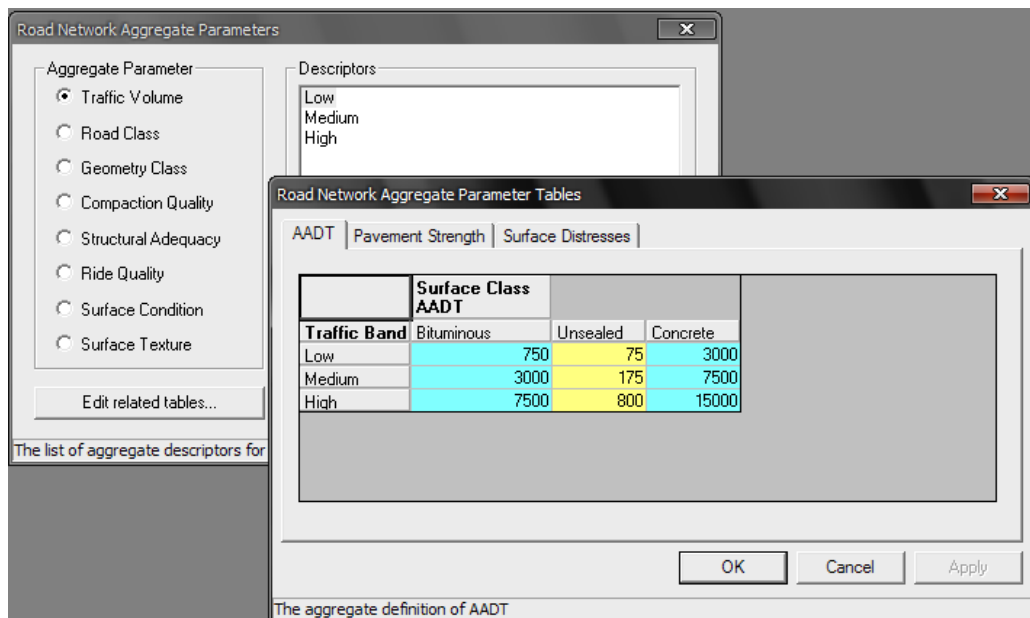 Road Network Aggregate Parameters
Aggregate Parameter
Traffic Volume
Road Class
Geometry Class
Compaction Quality
Structural Adequacy
Ride Quality
Surface Condition
Surface Texture
Edit related tables...
Descriptors
Low
Medium
High
The list of aggregate descriptors for
Road Network Aggregate Parameter Tables
AADT Pavement Strength Surface Distresses
Surface Class
AADT
Traffic Band Bituminous Unsealed Concrete
Low 750 75 3000
Medium 3000 175 7500
High 7500 800 15000
OK Cancel Apply
The aggregate definition of AADT